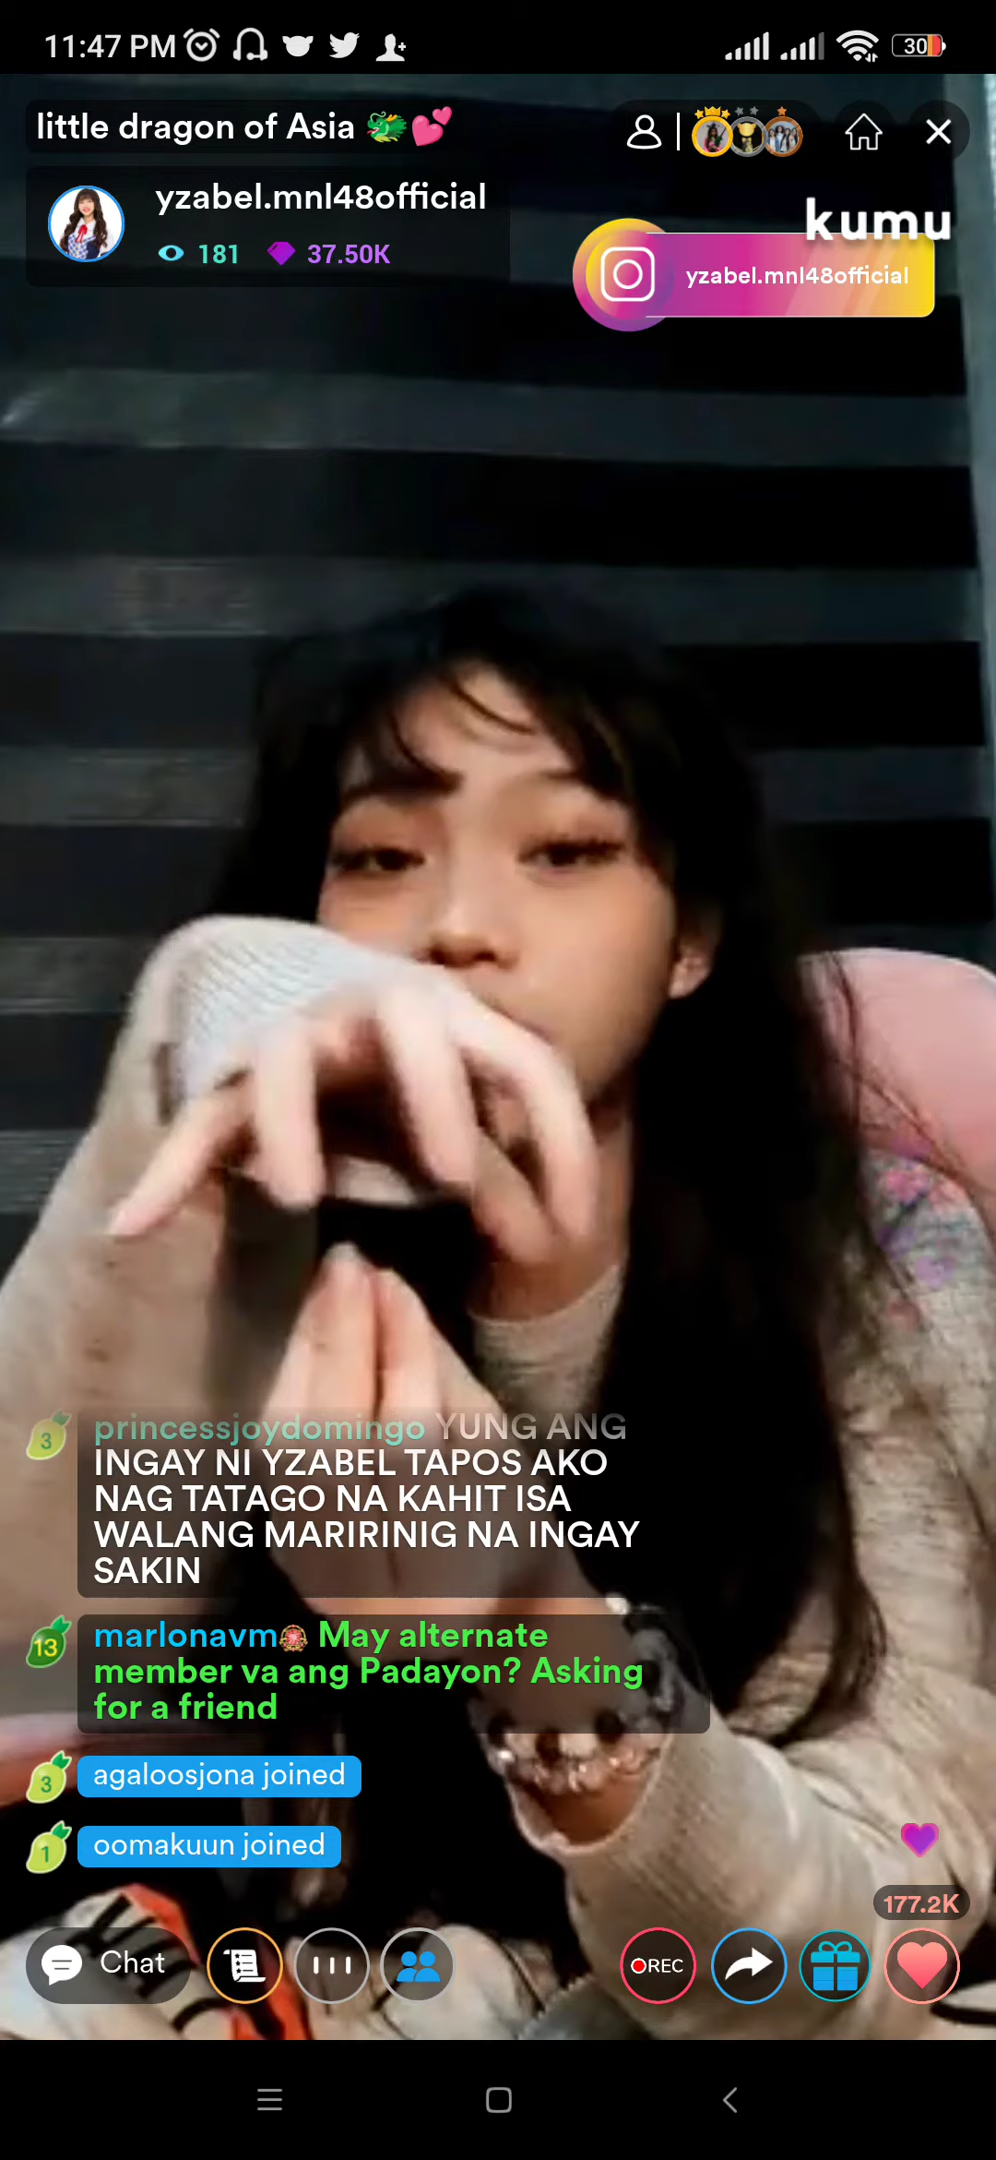 11:47 PM
30
little dragon of Asia 🐲💕
yzabel.mnl48official
181 37.50K
kumu
yzabel.mnl48official
3 princessjoydomingo YUNG ANG
INGAY NI YZABEL TAPOS AKO
NAG TATAGO NA KAHIT ISA
WALANG MARIRINIG NA INGAY
SAKIN
13 marlonavm May alternate
member va ang Padayon? Asking
for a friend
3 agaloosjona joined
1 oomakuun joined
177.2K
Chat
REC